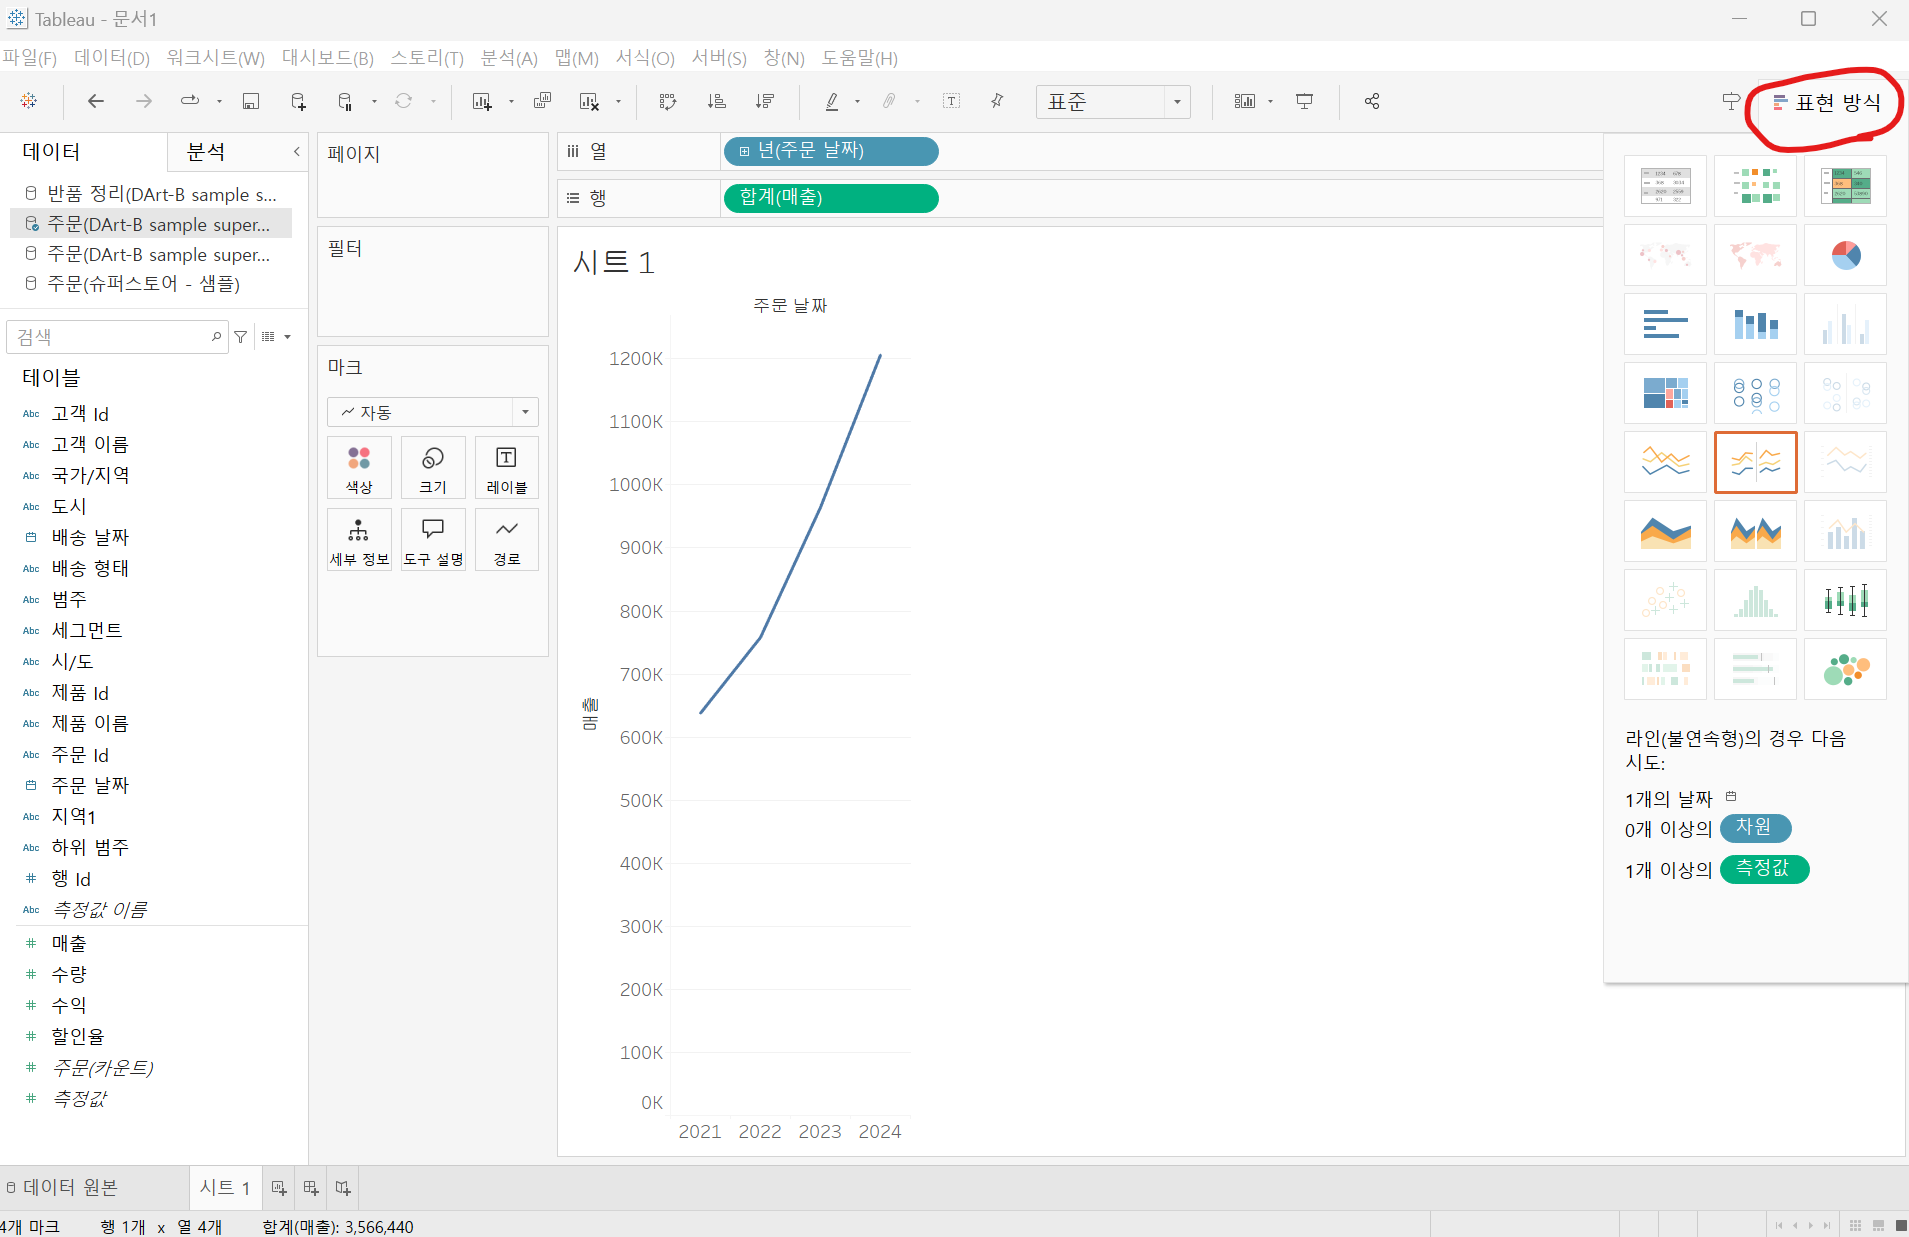 Tableau - 문서1
파일(F) 데이터(D) 워크시트(W) 대시보드(B) 스토리(T) 분석(A) 맵(M) 서식(O) 서버(S) 창(N) 도움말(H)
표준
표현 방식
데이터 분석
반품 정리(DArt-B sample s...
주문(DArt-B sample super...
주문(DArt-B sample super...
주문(슈퍼스토어 - 샘플)
검색
테이블
Abc 고객 Id
Abc 고객 이름
Abc 국가/지역
Abc 도시
배송 날짜
Abc 배송 형태
Abc 범주
Abc 세그먼트
Abc 시/도
Abc 제품 Id
Abc 제품 이름
Abc 주문 Id
주문 날짜
Abc 지역1
Abc 하위 범주
# 행 Id
Abc 측정값 이름
# 매출
# 수량
# 수익
# 할인율
# 주문(카운트)
# 측정값
페이지
필터
마크
자동
색상 크기 레이블
세부 정보 도구 설명 경로
열 년(주문 날짜)
행 합계(매출)
시트 1
주문 날짜
매출
1200K
1100K
1000K
900K
800K
700K
600K
500K
400K
300K
200K
100K
0K
2021 2022 2023 2024
라인(불연속형)의 경우 다음
시도:
1개의 날짜
0개 이상의 차원
1개 이상의 측정값
데이터 원본 시트 1
4개 마크 행 1개 x 열 4개 합계(매출): 3,566,440